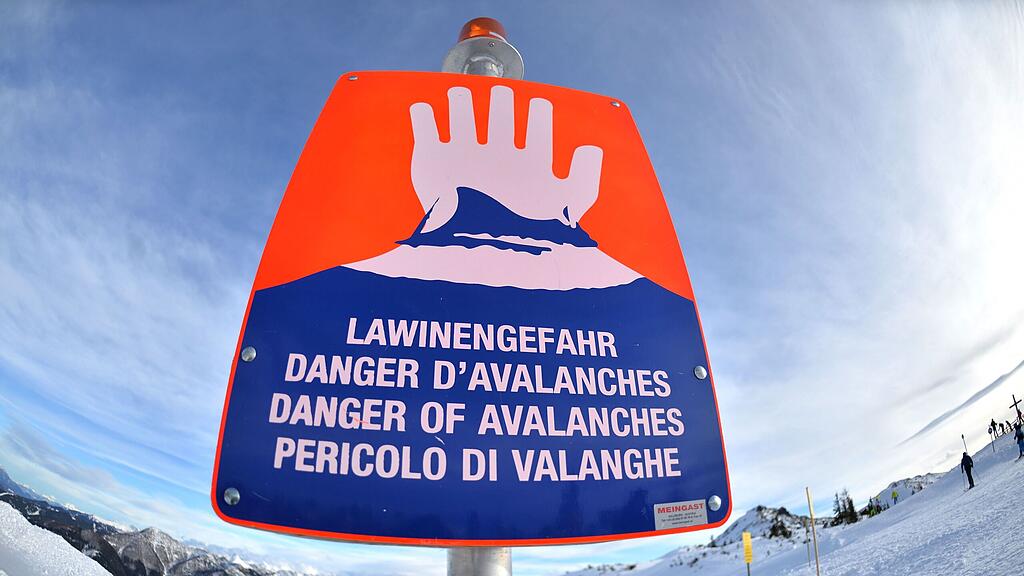 LAWINENGEFAHR
DANGER D'AVALANCHES
DANGER OF AVALANCHES
PERICOLO DI VALANGHE
MEINGAST